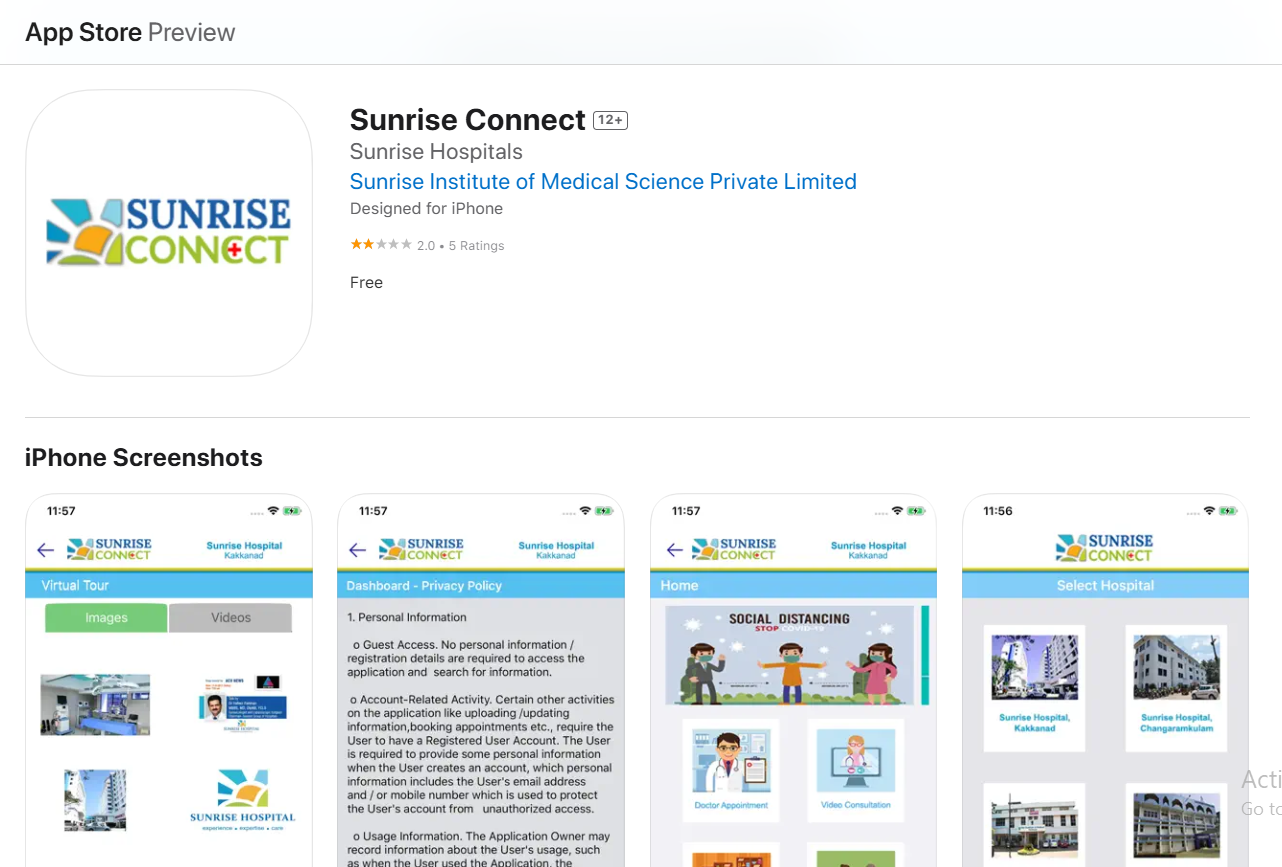 App Store Preview
SUNRISE
CONNECT
Sunrise Connect 12+
Sunrise Hospitals
Sunrise Institute of Medical Science Private Limited
Designed for iPhone
2.0 • 5 Ratings
Free
iPhone Screenshots
11:57
SUNRISE
CONNECT
Sunrise Hospital
Kakkanad
Virtual Tour
Images
Videos
SUNRISE HOSPITAL
experience • expertise • care
11:57
SUNRISE
CONNECT
Sunrise Hospital
Kakkanad
Dashboard - Privacy Policy
1. Personal Information
o Guest Access. No personal information /
registration details are required to access the
application and search for information.
o Account-Related Activity. Certain other activities
on the application like uploading /updating
information,booking appointments etc., require the
User to have a Registered User Account. The User
is required to provide some personal information
when the User creates an account, which personal
information includes the User's email address
and / or mobile number which is used to protect
the User's account from unauthorized access.
o Usage Information. The Application Owner may
record information about the User's usage, such
as when the User used the Application, the
11:57
SUNRISE
CONNECT
Sunrise Hospital
Kakkanad
Home
SOCIAL DISTANCING
STOP COVID-19
Doctor Appointment
Video Consultation
11:56
SUNRISE
CONNECT
Select Hospital
Sunrise Hospital,
Kakkanad
Sunrise Hospital,
Changaramkulam
Acti
Go to